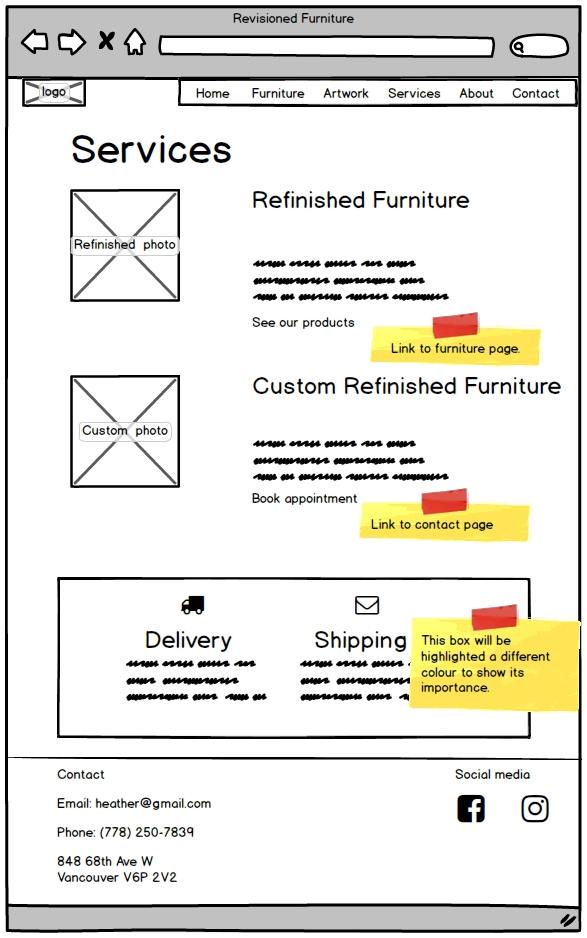 Revisioned Furniture
logo
Home Furniture Artwork Services About Contact
Services
Refinished photo
Refinished Furniture
See our products
Link to furniture page.
Custom photo
Custom Refinished Furniture
Book appointment
Link to contact page
Delivery
Shipping
This box will be
highlighted a different
colour to show its
importance.
Contact
Email: heather@gmail.com
Phone: (778) 250-7839
848 68th Ave W
Vancouver V6P 2V2
Social media